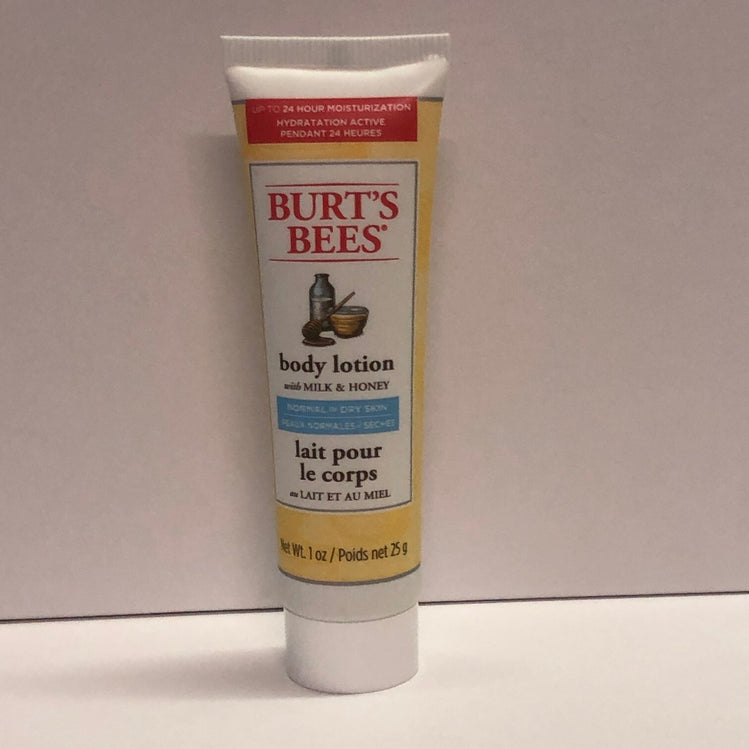 UP TO 24 HOUR MOISTURIZATION
HYDRATATION ACTIVE
PENDANT 24 HEURES
BURT'S
BEES®
body lotion
with MILK & HONEY
NORMAL TO DRY SKIN
PEAUX NORMALES / SÈCHES
lait pour
le corps
au LAIT ET AU MIEL
Net Wt. 1 oz / Poids net 25 g